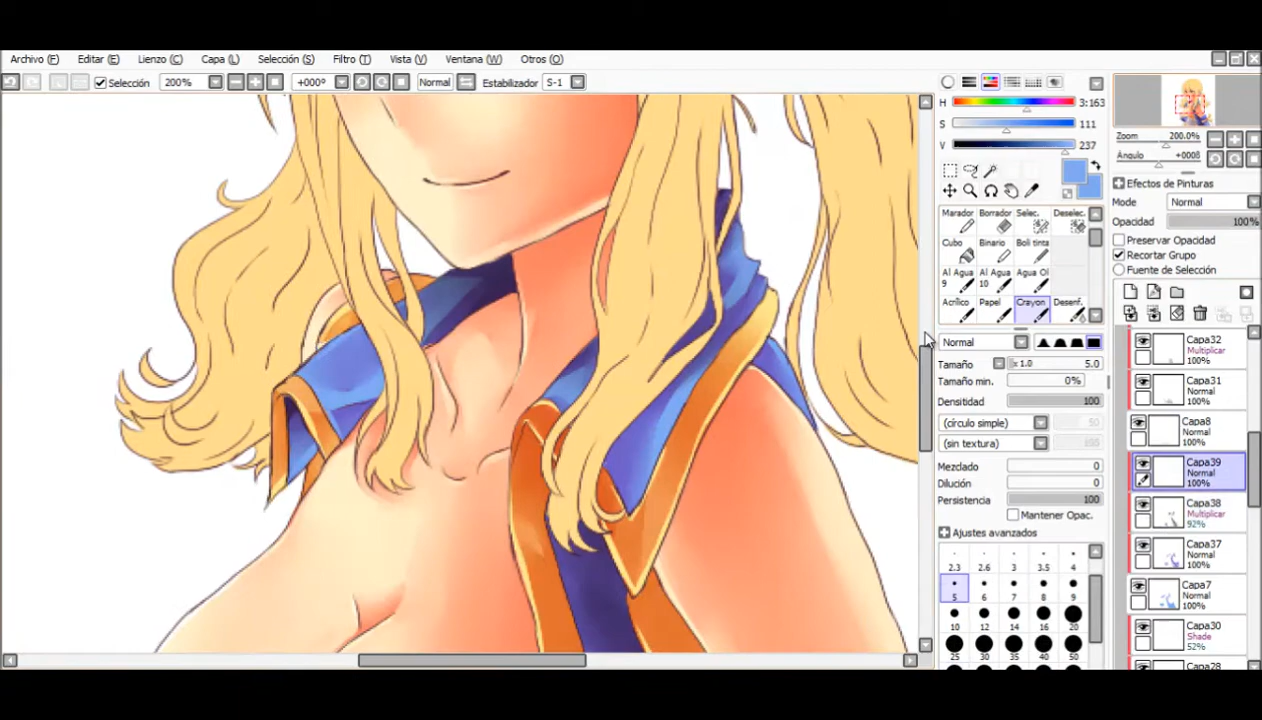 Archivo (F) Editar (E) Lienzo (C) Capa (L) Selección (S) Filtro (T) Vista (V) Ventana (W) Otros (O)
Selección 200% +000º Normal Estabilizador S-1
H 3:163
S 111
V 237
Marador Borrador Selec. Deselec.
Cubo Binario Boli tinta
Al Agua 9 Al Agua 10 Agua Ol
Acrílico Papel Crayon Desenf.
Normal
Tamaño x 1.0 5.0
Tamaño min. 0%
Densidad 100
(círculo simple) 50
(sin textura)
Mezclado 0
Dilución 0
Persistencia 100
Mantener Opac.
Ajustes avanzados
2.3 2.6 3 3.5 4
5 6 7 8 9
10 12 14 16 20
25 30 35 40 50
Zoom 200.0%
Ángulo
Efectos de Pinturas
Mode Normal
Opacidad 100%
Preservar Opacidad
Recortar Grupo
Fuente de Selección
Capa32
Multiplicar
100%
Capa31
Normal
100%
Capa8
Normal
100%
Capa39
Normal
100%
Capa38
Multiplicar
92%
Capa37
Normal
100%
Capa7
Normal
100%
Capa30
Shade
52%
Capa28